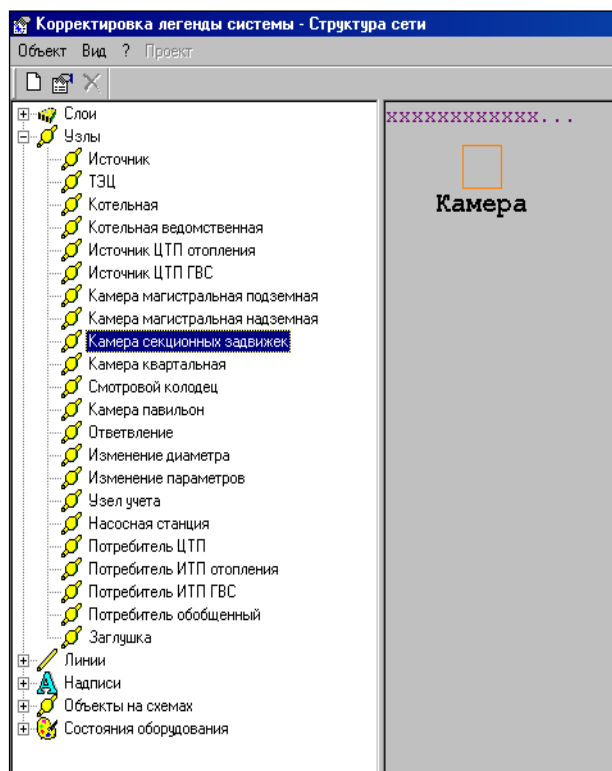 Корректировка легенды системы - Структура сети
Объект Вид ? Проект
Слои
xxxxxxxxxxxx...
Узлы
Источник
ТЭЦ
Котельная
Камера
Котельная ведомственная
Источник ЦТП отопления
Источник ЦТП ГВС
Камера магистральная подземная
Камера магистральная надземная
Камера секционных задвижек
Камера квартальная
Смотровой колодец
Камера павильон
Ответвление
Изменение диаметра
Изменение параметров
Узел учета
Насосная станция
Потребитель ЦТП
Потребитель ИТП отопления
Потребитель ИТП ГВС
Потребитель обобщенный
Заглушка
Линии
Надписи
Объекты на схемах
Состояния оборудования